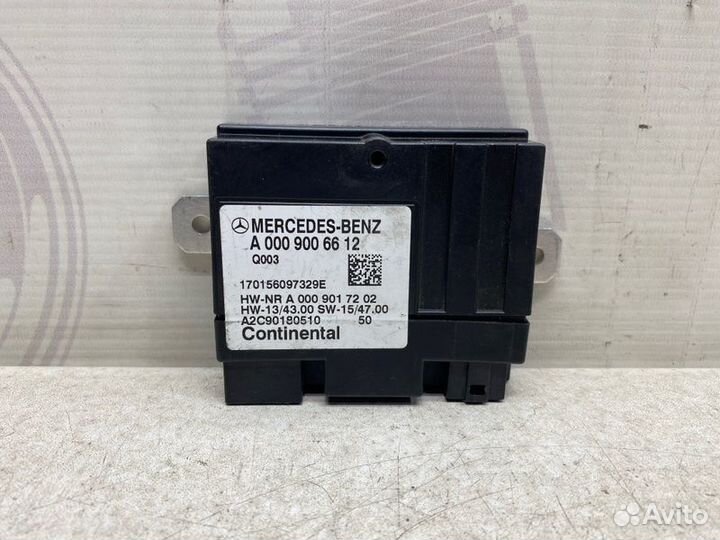 MERCEDES-BENZ
A 000 900 66 12
Q003
170156097329E
HW-NR A 000 901 72 02
HW-13/43.00 SW-15/47.00
A2C90180510 50
Continental
Avito